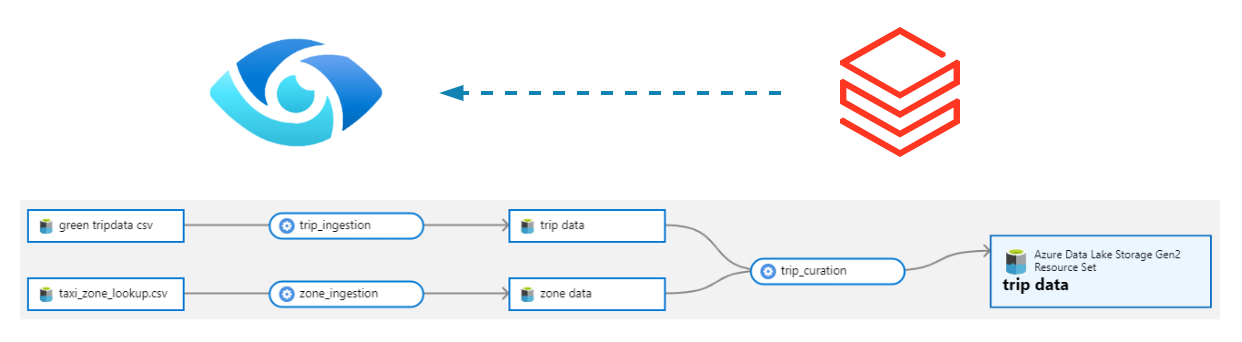 green tripdata csv
trip_ingestion
trip data
taxi_zone_lookup.csv
zone_ingestion
zone data
trip_curation
Azure Data Lake Storage Gen2
Resource Set
trip data